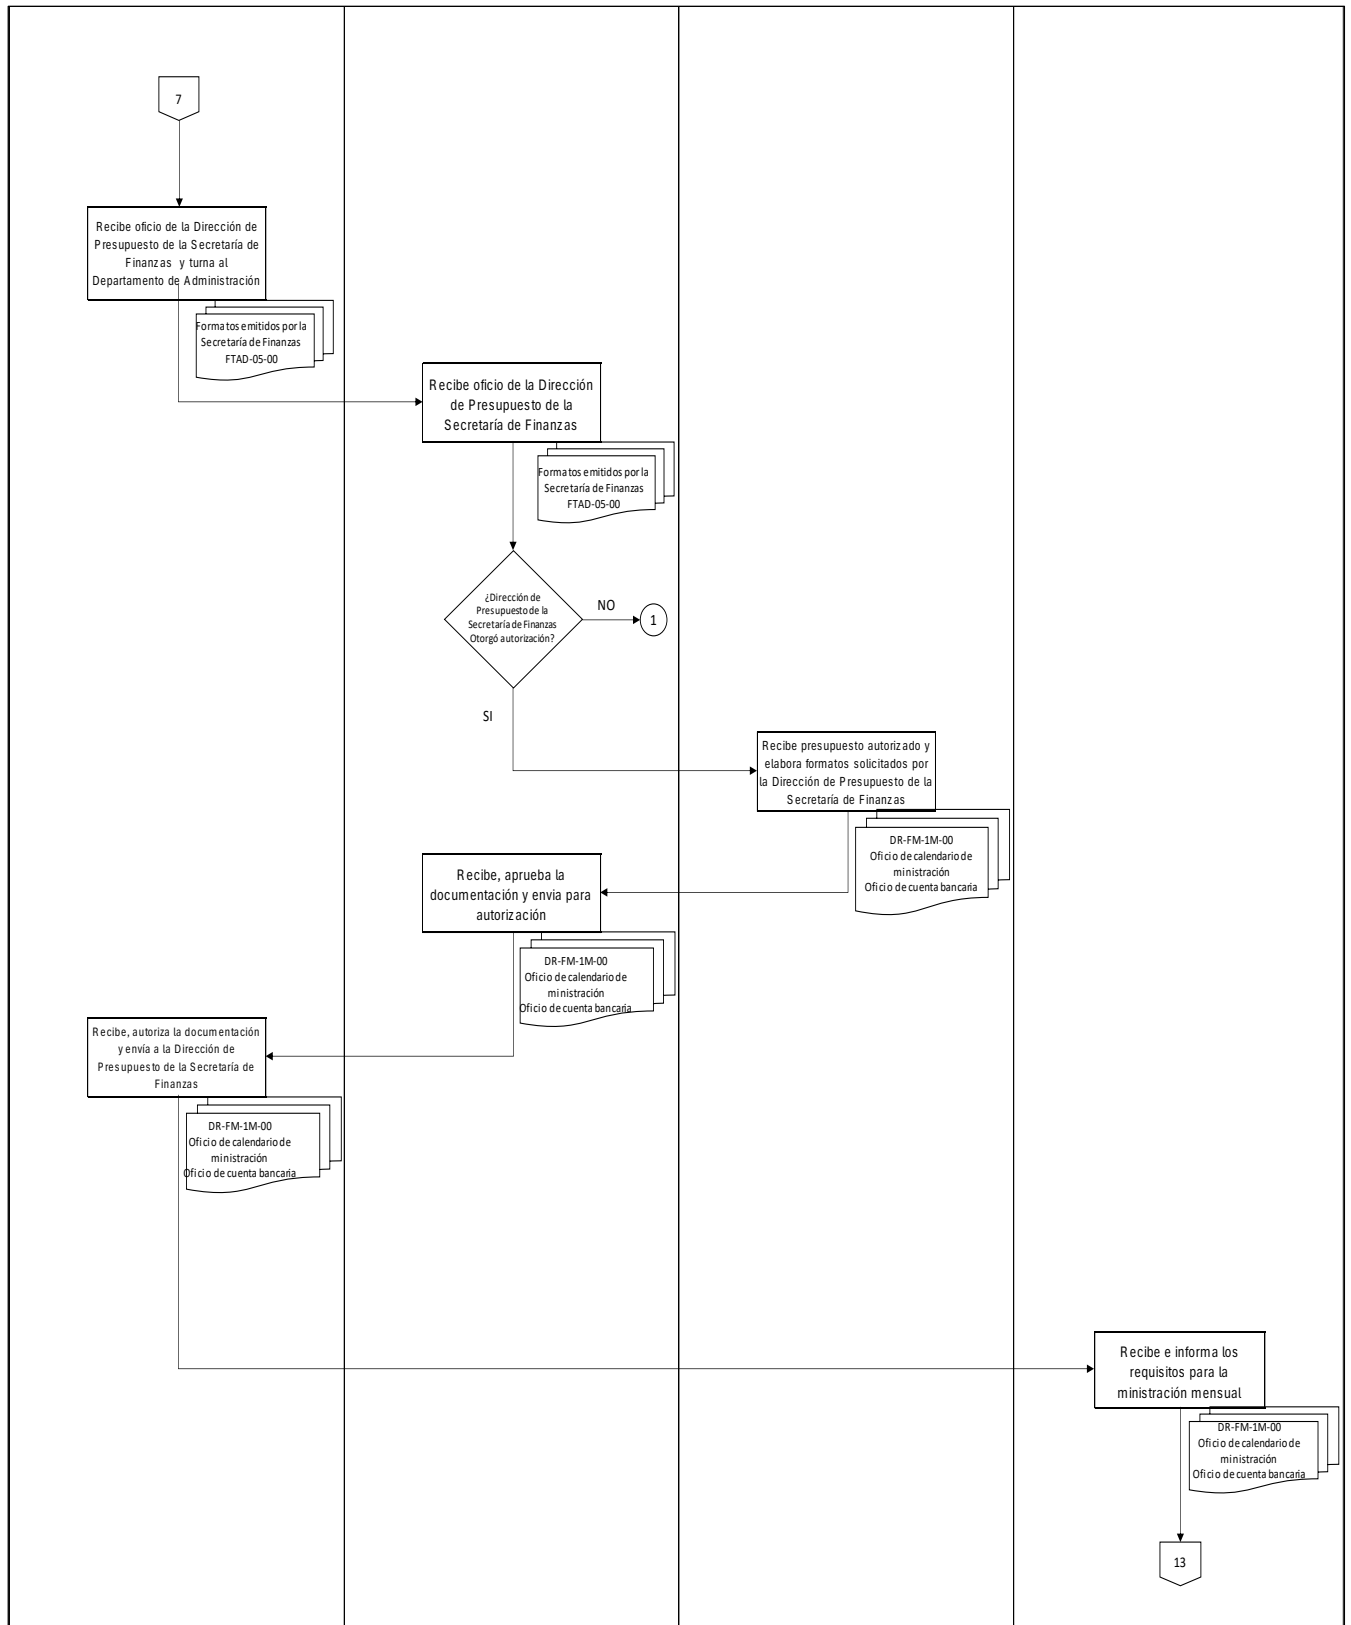 7
Recibe oficio de la Dirección de
Presupuesto de la Secretaría de
Finanzas y turna al
Departamento de Administración
Formatos emitidos por la
Secretaría de Finanzas
FTAD-05-00
Recibe oficio de la Dirección
de Presupuesto de la
Secretaría de Finanzas
Formatos emitidos por la
Secretaría de Finanzas
FTAD-05-00
¿Dirección de
Presupuesto de la
Secretaría de Finanzas
Otorgó autorización?
NO
1
SI
Recibe presupuesto autorizado y
elabora formatos solicitados por
la Dirección de Presupuesto de la
Secretaría de Finanzas
DR-FM-1M-00
Oficio de calendario de
ministración
Oficio de cuenta bancaria
Recibe, aprueba la
documentación y envia para
autorización
DR-FM-1M-00
Oficio de calendario de
ministración
Oficio de cuenta bancaria
Recibe, autoriza la documentación
y envía a la Dirección de
Presupuesto de la Secretaría de
Finanzas
DR-FM-1M-00
Oficio de calendario de
ministración
Oficio de cuenta bancaria
Recibe e informa los
requisitos para la
ministración mensual
DR-FM-1M-00
Oficio de calendario de
ministración
Oficio de cuenta bancaria
13